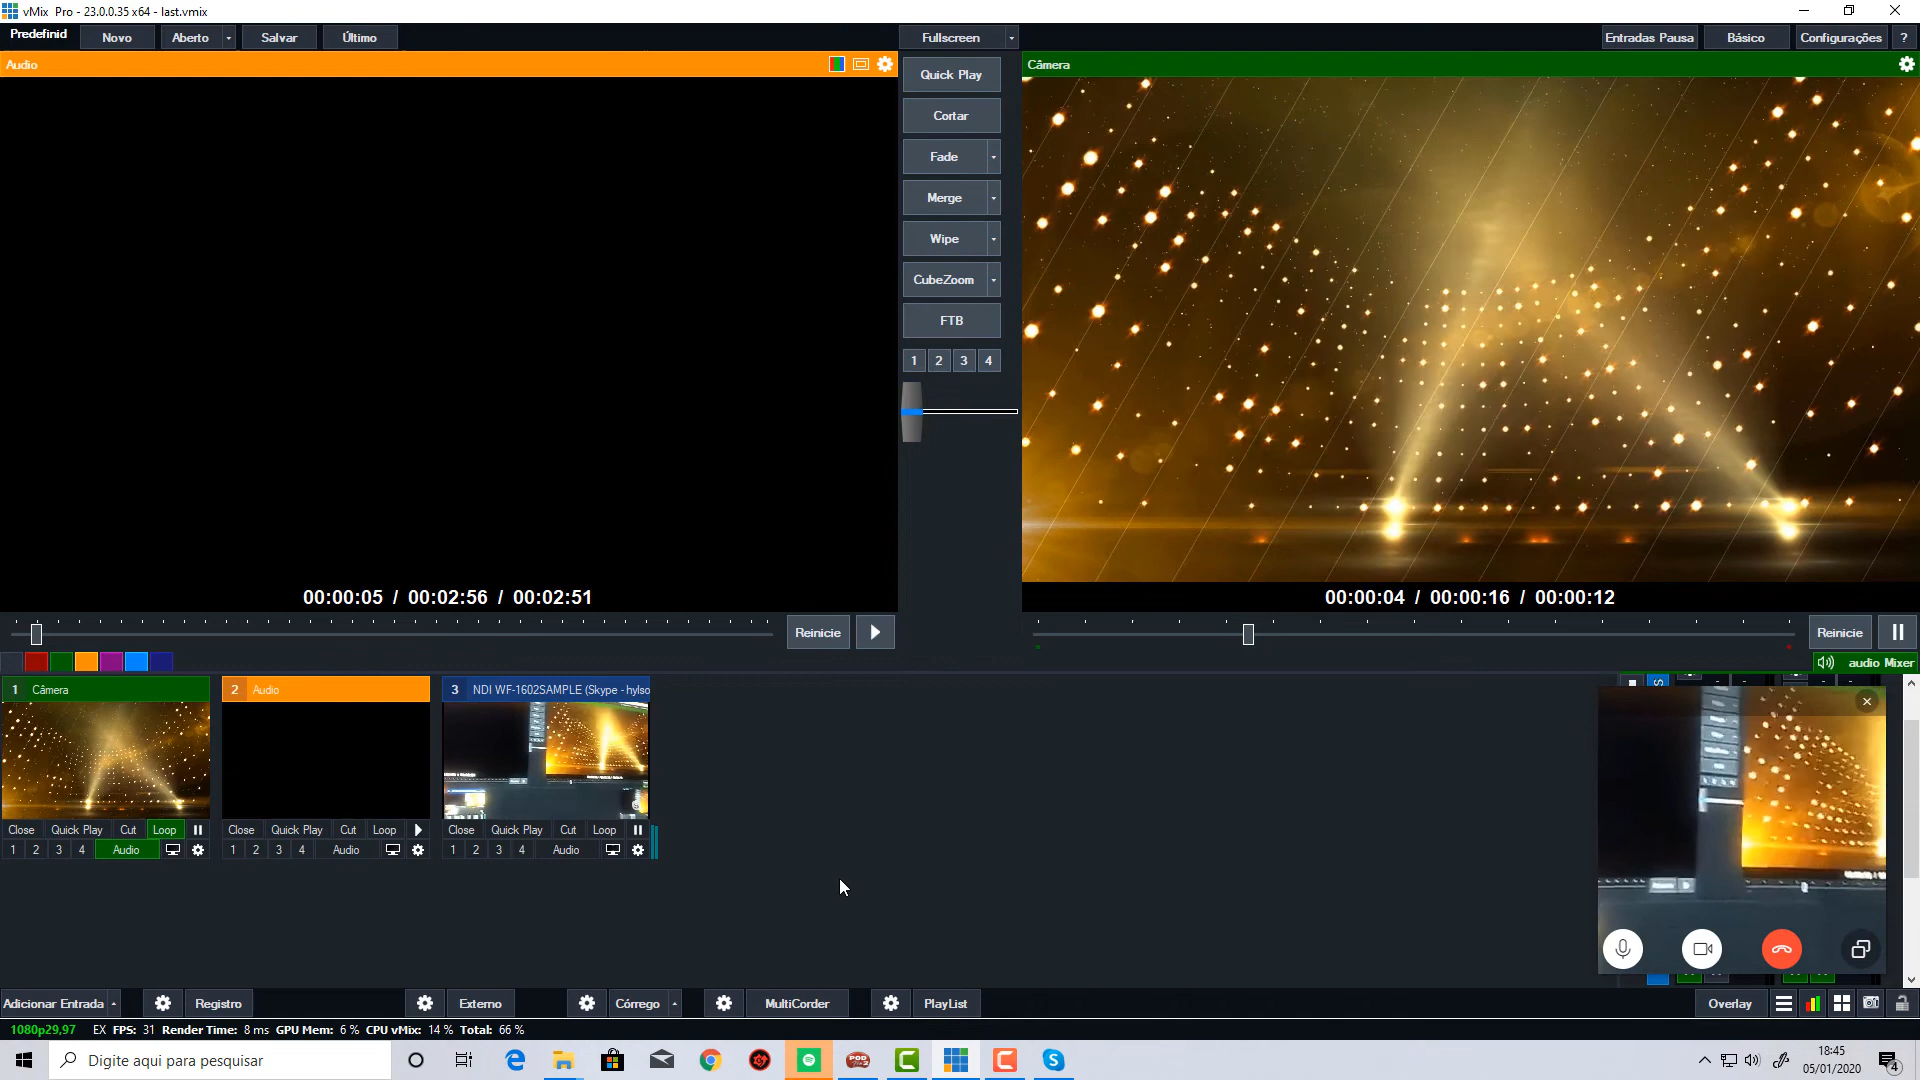 vMix Pro - 23.0.0.35 x64 - last.vmix
Predefinid
Novo
Aberto
Salvar
Último
Fullscreen
Entradas Pausa
Básico
Configurações
?
Audio
Câmera
Quick Play
Cortar
Fade
Merge
Wipe
CubeZoom
FTB
1 2 3 4
00:00:05 / 00:02:56 / 00:02:51
00:00:04 / 00:00:16 / 00:00:12
Reinicie
Reinicie
audio Mixer
1 Câmera
2 Audio
3 NDI WF-1602SAMPLE (Skype - hylso
S
Close Quick Play Cut Loop
Close Quick Play Cut Loop
Close Quick Play Cut Loop
1 2 3 4 Audio
1 2 3 4 Audio
1 2 3 4 Audio
Adicionar Entrada
Registro
Externo
Córrego
MultiCorder
PlayList
Overlay
1080p29,97 EX FPS: 31 Render Time: 8 ms GPU Mem: 6 % CPU vMix: 14 % Total: 66 %
Digite aqui para pesquisar
18:45
05/01/2020
4